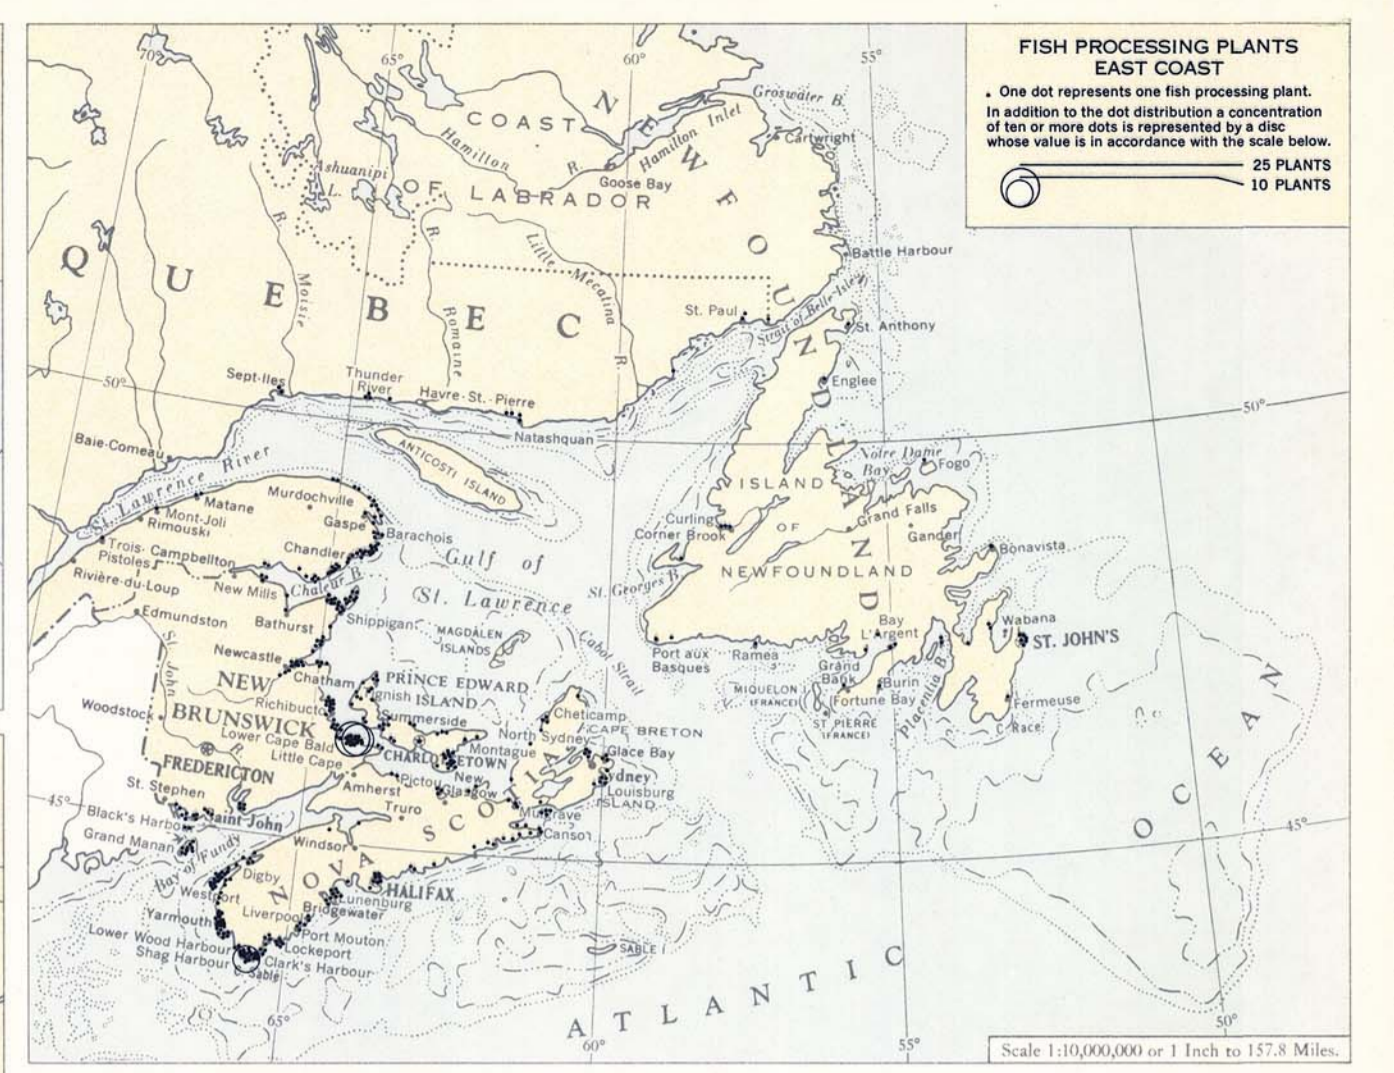 FISH PROCESSING PLANTS
EAST COAST
. One dot represents one fish processing plant.
In addition to the dot distribution a concentration
of ten or more dots is represented by a disc
whose value is in accordance with the scale below.
25 PLANTS
10 PLANTS
70°
65°
60°
55°
Groswater B.
COAST
Hamilton
R.
Hamilton Inlet
Cartwright
Ashuanipi
L.
OF
LABRADOR
Goose Bay
NEWFOUNDLAND
QUEBEC
R.
Moisie
R.
Romaine
Little Mecatina
R.
Battle Harbour
St. Paul
Strait of Belle-Isle
St. Anthony
50°
Sept-Iles
Thunder
River
Havre-St.-Pierre
Englee
50°
Natashquan
Baie-Comeau
ANTICOSTI ISLAND
Notre Dame
Bay
Fogo
St. Lawrence River
Matane
Murdochville
ISLAND
OF
NEWFOUNDLAND
Mont-Joli
Rimouski
Gaspe
Barachois
Curling
Corner Brook
Grand Falls
Gander
Trois-
Pistoles
Campbellton
Chandler
Gulf of
St. Lawrence
Bonavista
Rivière-du-Loup
New Mills
Chaleur B.
St. Georges B.
Edmundston
Bathurst
Shippigan
MAGDALEN
ISLANDS
Cabot Strait
Bay
L'Argent
Wabana
ST. JOHN'S
St. John
R.
Newcastle
Port aux
Basques
Ramea
Grand
Bank
NEW
BRUNSWICK
Chatham
PRINCE EDWARD
ISLAND
MIQUELON
(FRANCE)
Fortune Bay
Burin
Placentia B.
Fermeuse
Richibucto
Summerside
Cheticamp
ST. PIERRE
(FRANCE)
C. Race
Woodstock
Lower Cape Bald
North Sydney
CAPE BRETON
ISLAND
Little Cape
CHARLOTTETOWN
Montague
Glace Bay
FREDERICTON
Pictou
New
Glasgow
Sydney
Louisburg
St. Stephen
Amherst
Truro
45°
Black's Harbour
Saint John
Mulgrave
Canso
45°
Grand Manan
Bay of Fundy
Windsor
NOVA SCOTIA
Digby
HALIFAX
Westport
Lunenburg
Bridgewater
Yarmouth
Liverpool
Port Mouton
Lower Wood Harbour
Lockeport
Shag Harbour
Clark's Harbour
C. Sable
SABLE I
ATLANTIC
OCEAN
65°
60°
55°
50°
Scale 1:10,000,000 or 1 Inch to 157.8 Miles.